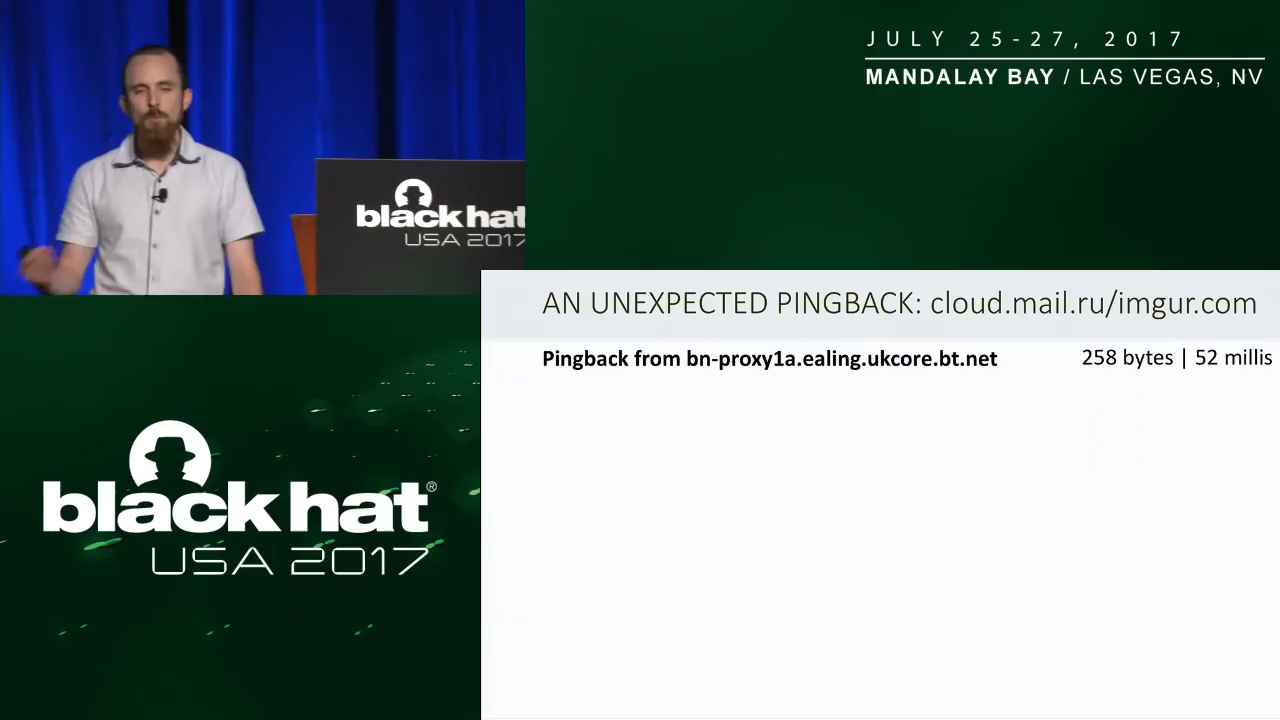 JULY 25-27, 2017
MANDALAY BAY / LAS VEGAS, NV
black hat
USA 2017
AN UNEXPECTED PINGBACK: cloud.mail.ru/imgur.com
Pingback from bn-proxy1a.ealing.ukcore.bt.net 258 bytes | 52 millis
black hat®
USA 2017